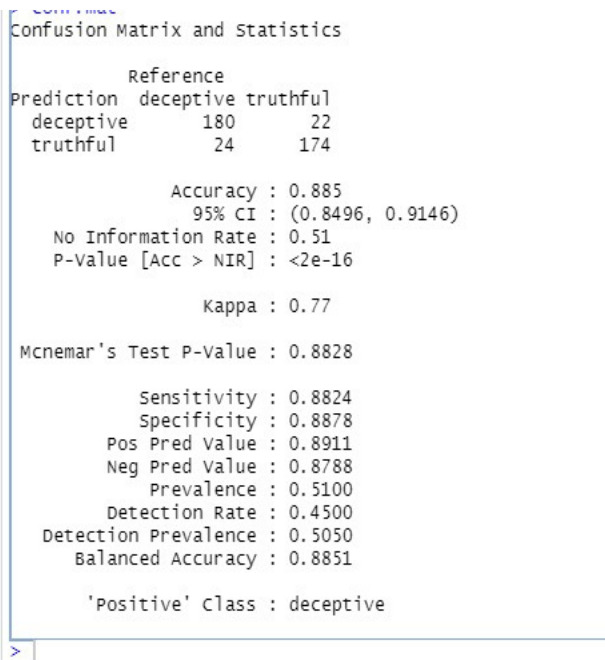 > conf.mat
Confusion Matrix and Statistics
Reference
Prediction deceptive truthful
deceptive 180 22
truthful 24 174
Accuracy : 0.885
95% CI : (0.8496, 0.9146)
No Information Rate : 0.51
P-Value [Acc > NIR] : <2e-16
Kappa : 0.77
Mcnemar's Test P-Value : 0.8828
Sensitivity : 0.8824
Specificity : 0.8878
Pos Pred Value : 0.8911
Neg Pred Value : 0.8788
Prevalence : 0.5100
Detection Rate : 0.4500
Detection Prevalence : 0.5050
Balanced Accuracy : 0.8851
'Positive' Class : deceptive
>